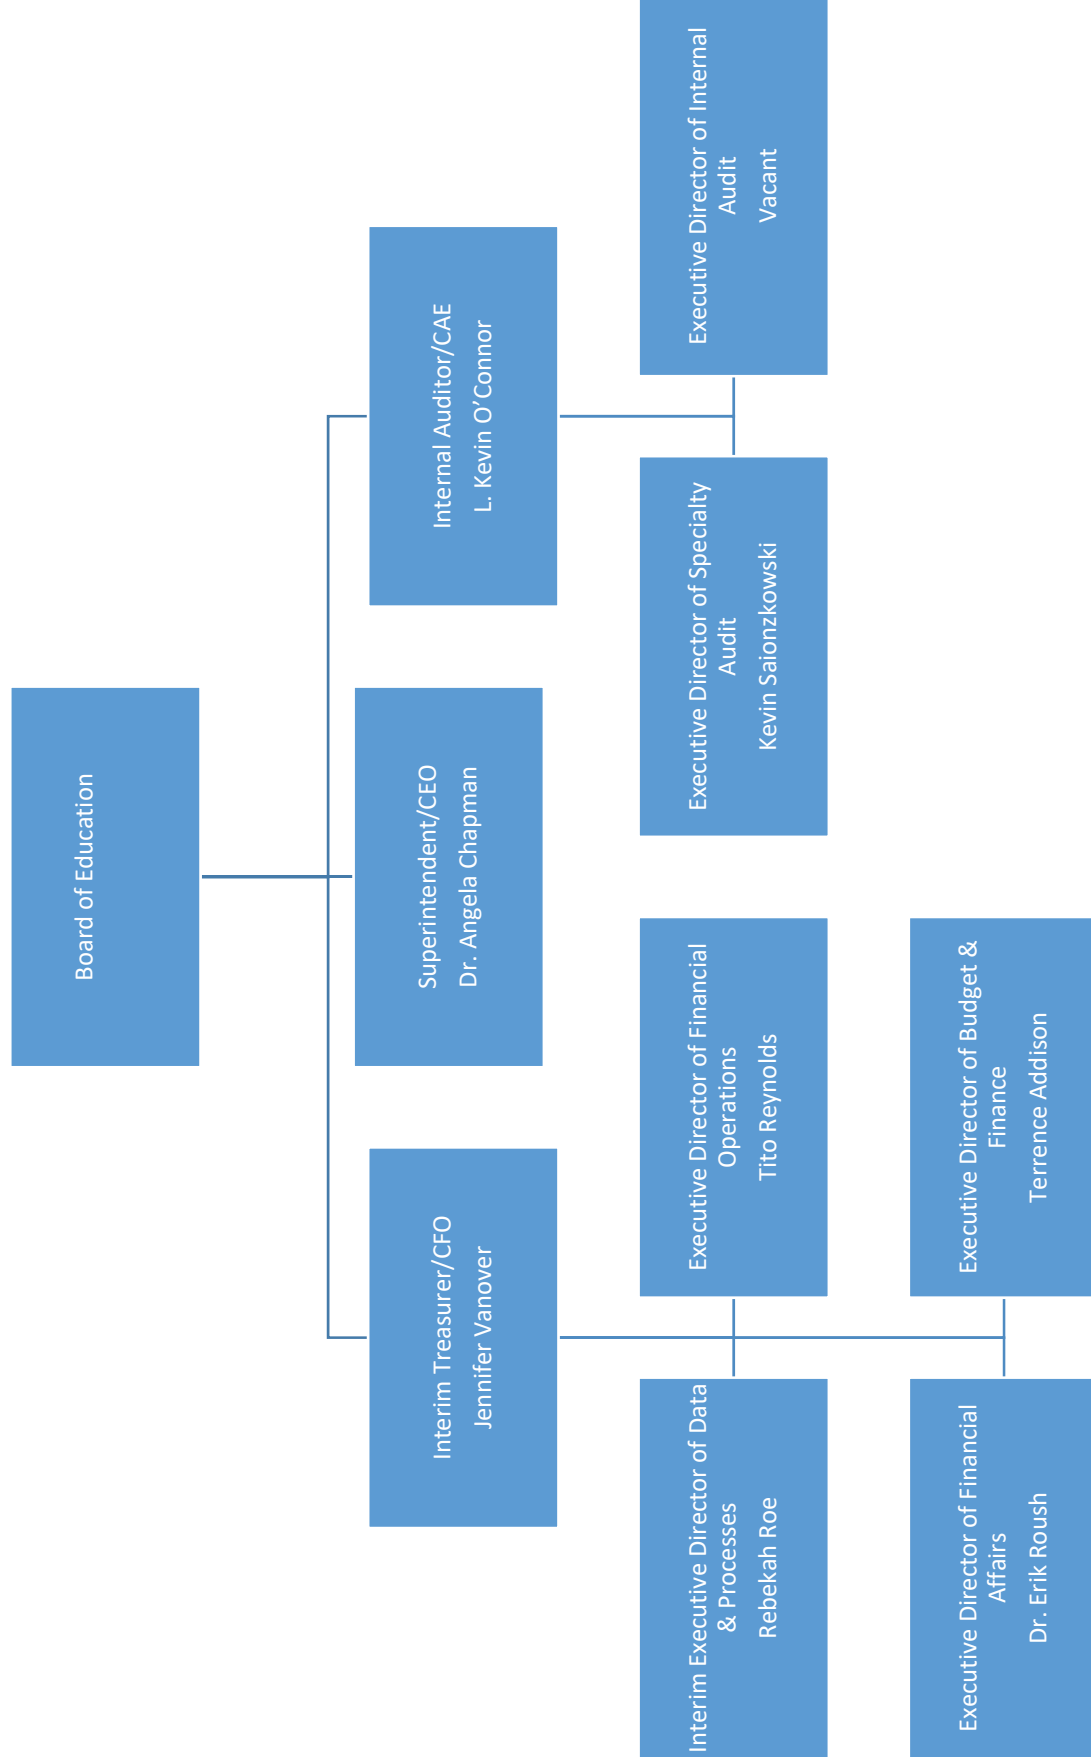 Board of Education
Interim Treasurer/CFO
Jennifer Vanover
Superintendent/CEO
Dr. Angela Chapman
Internal Auditor/CAE
L. Kevin O’Connor
Interim Executive Director of Data
& Processes
Rebekah Roe
Executive Director of Financial
Operations
Tito Reynolds
Executive Director of Specialty
Audit
Kevin Saionzkowski
Executive Director of Internal
Audit
Vacant
Executive Director of Financial
Affairs
Dr. Erik Roush
Executive Director of Budget &
Finance
Terrence Addison